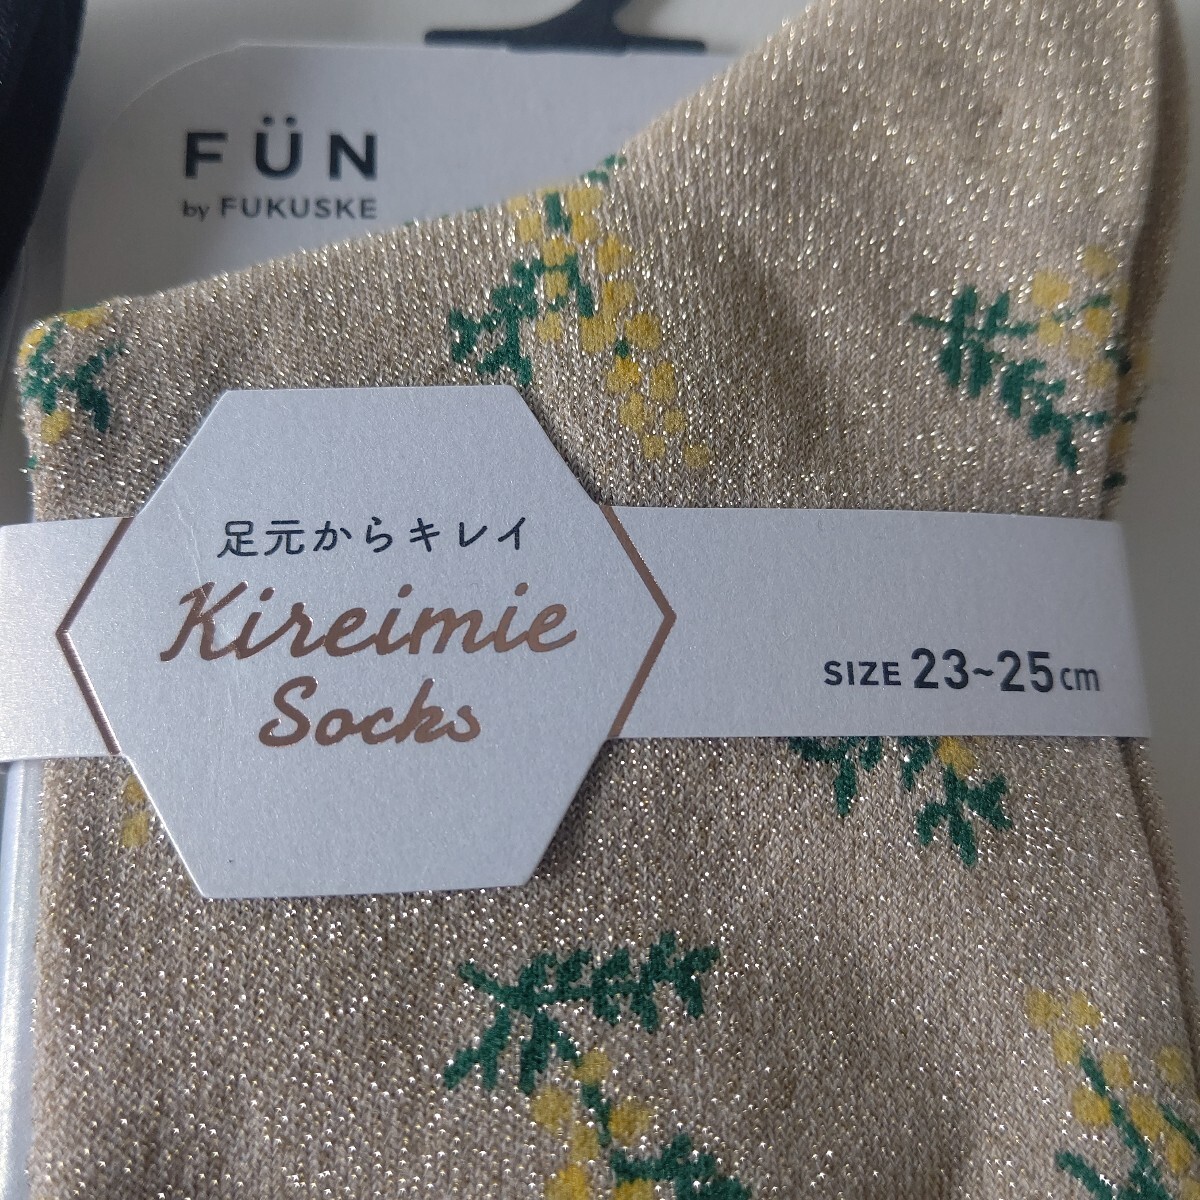 FÜN
by FUKUSKE
足元からキレイ
Kireimie
Socks
SIZE 23~25cm